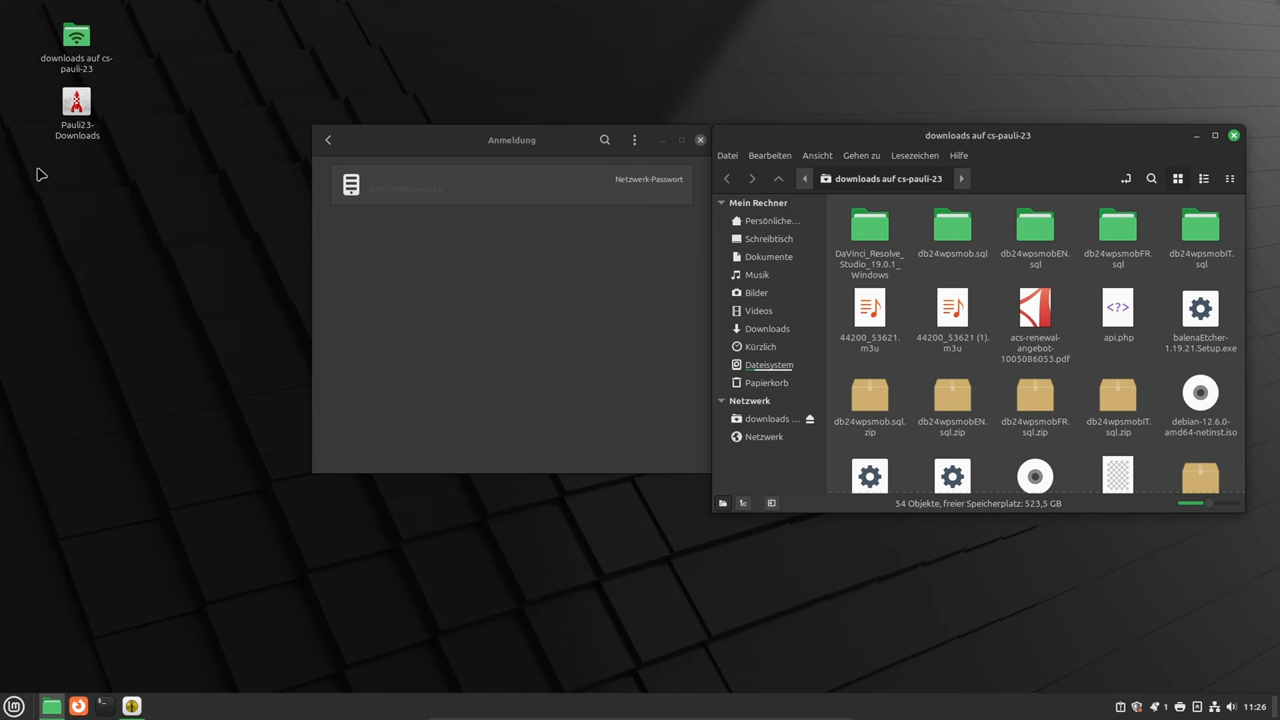 downloads auf cs-
pauli-23
Pauli23-
Downloads
Anmeldung
Netzwerk-Passwort
downloads auf cs-pauli-23
Datei Bearbeiten Ansicht Gehen zu Lesezeichen Hilfe
downloads auf cs-pauli-23
Mein Rechner
Persönliche...
Schreibtisch
Dokumente
Musik
Bilder
Videos
Downloads
Kürzlich
Dateisystem
Papierkorb
Netzwerk
downloads ...
Netzwerk
DaVinci_Resolve_
Studio_19.0.1_
Windows
db24wpsmob.sql
db24wpsmobEN.
sql
db24wpsmobFR.
sql
db24wpsmobIT.
sql
44200_53621.
m3u
44200_53621 (1).
m3u
acs-renewal-
angebot-
1005086053.pdf
<?>
api.php
balenaEtcher-
1.19.21.Setup.exe
db24wpsmob.sql.
zip
db24wpsmobEN.
sql.zip
db24wpsmobFR.
sql.zip
db24wpsmobIT.
sql.zip
debian-12.6.0-
amd64-netinst.iso
54 Objekte, freier Speicherplatz: 523,5 GB
1
11:26